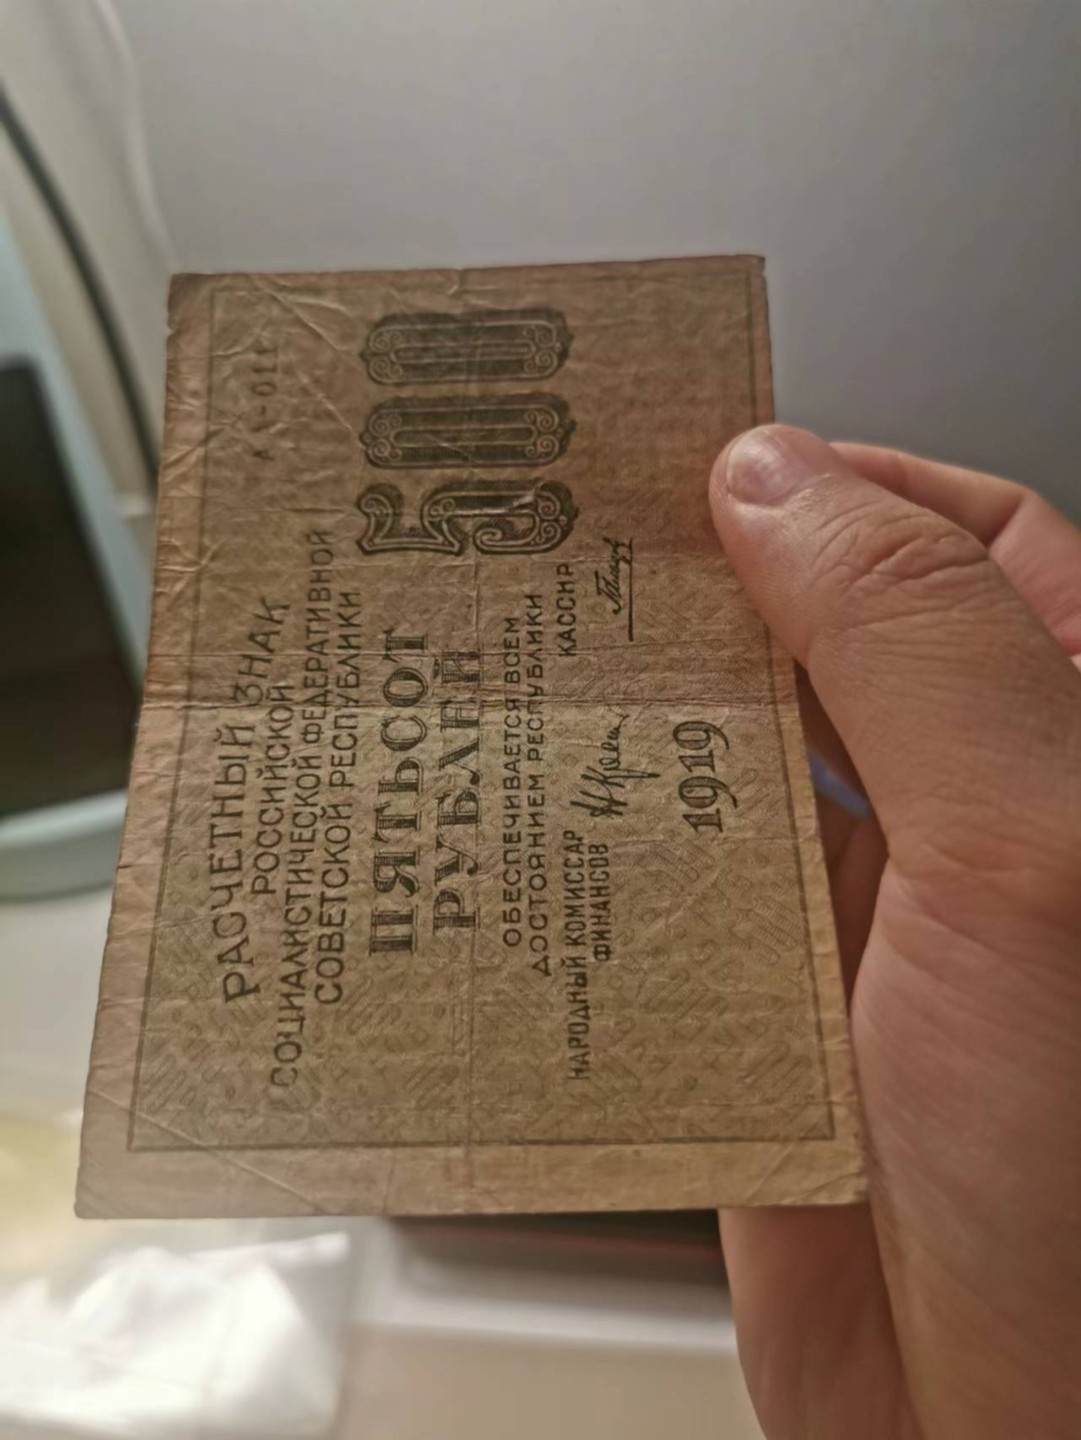 РАСЧЕТНЫЙ ЗНАК
РОССИЙСКОЙ
СОЦИАЛИСТИЧЕСКОЙ ФЕДЕРАТИВНОЙ
СОВЕТСКОЙ РЕСПУБЛИКИ
ПЯТЬСОТ
РУБЛЕЙ
500
ОБЕСПЕЧИВАЕТСЯ ВСЕМ
ДОСТОЯНИЕМ РЕСПУБЛИКИ
НАРОДНЫЙ КОМИССАР
ФИНАНСОВ
КАССИР
1919